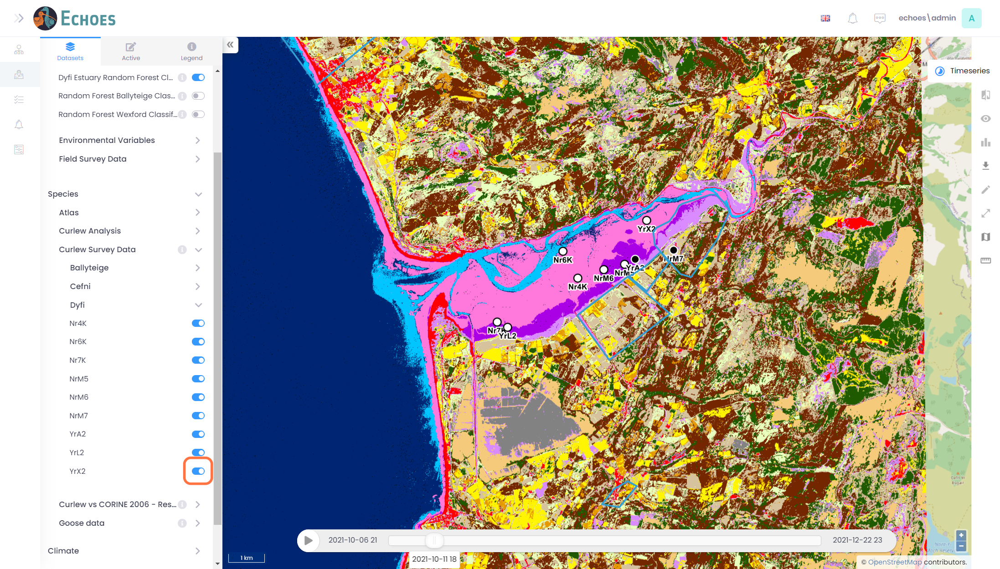 ECHOES
echoes\admin
A
Datasets
Active
Legend
Dyfi Estuary Random Forest Cl...
Random Forest Ballyteige Clas...
Random Forest Wexford Classif...
Environmental Variables
Field Survey Data
Species
Atlas
Curlew Analysis
Curlew Survey Data
Ballyteige
Cefni
Dyfi
Nr4K
Nr6K
Nr7K
NrM5
NrM6
NrM7
YrA2
YrL2
YrX2
Curlew vs CORINE 2006 - Res...
Goose data
Climate
Timeseries
YrX2
Nr6K
NrM7
YrA2
NrM6
Nr4K
YrL2
2021-10-06 21
2021-12-22 23
2021-10-11 18
1 km
+
−
Cefn Yr
Esgair
© OpenStreetMap contributors.